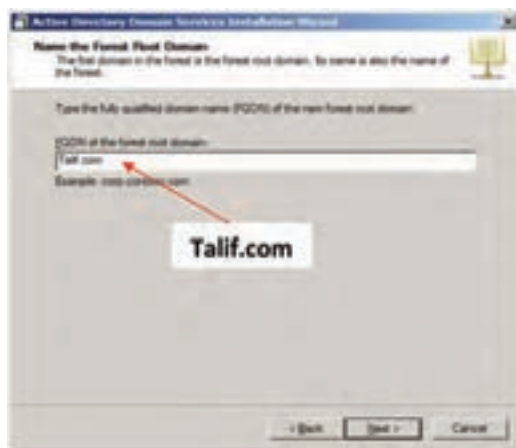 Active Directory Domain Services Installation Wizard
Name the Forest Root Domain
The first domain in the forest is the forest root domain. Its name is also the name of
the forest.
Type the fully qualified domain name (FQDN) of the new forest root domain.
FQDN of the forest root domain:
Talif.com
Example: corp.contoso.com
Talif.com
< Back
Next >
Cancel